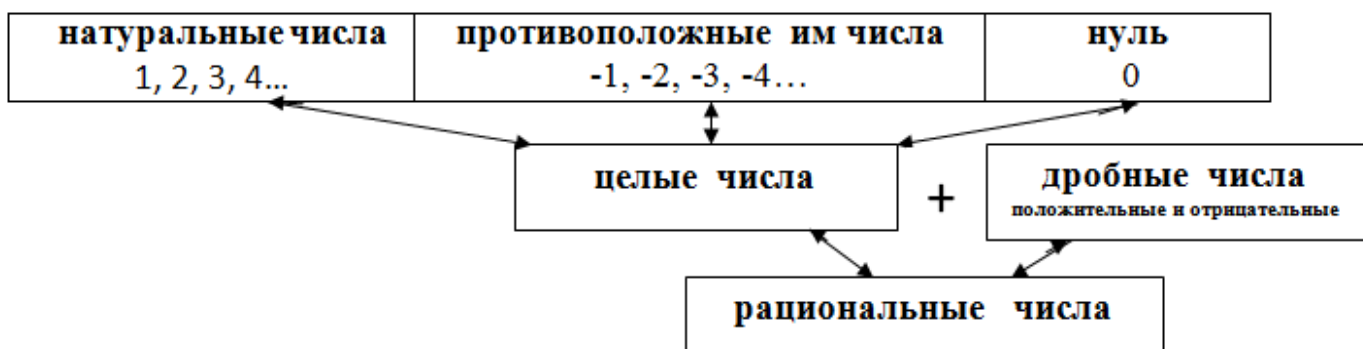 натуральные числа
1, 2, 3, 4...
противоположные им числа
-1, -2, -3, -4...
нуль
0
целые числа
+
дробные числа
положительные и отрицательные
рациональные числа